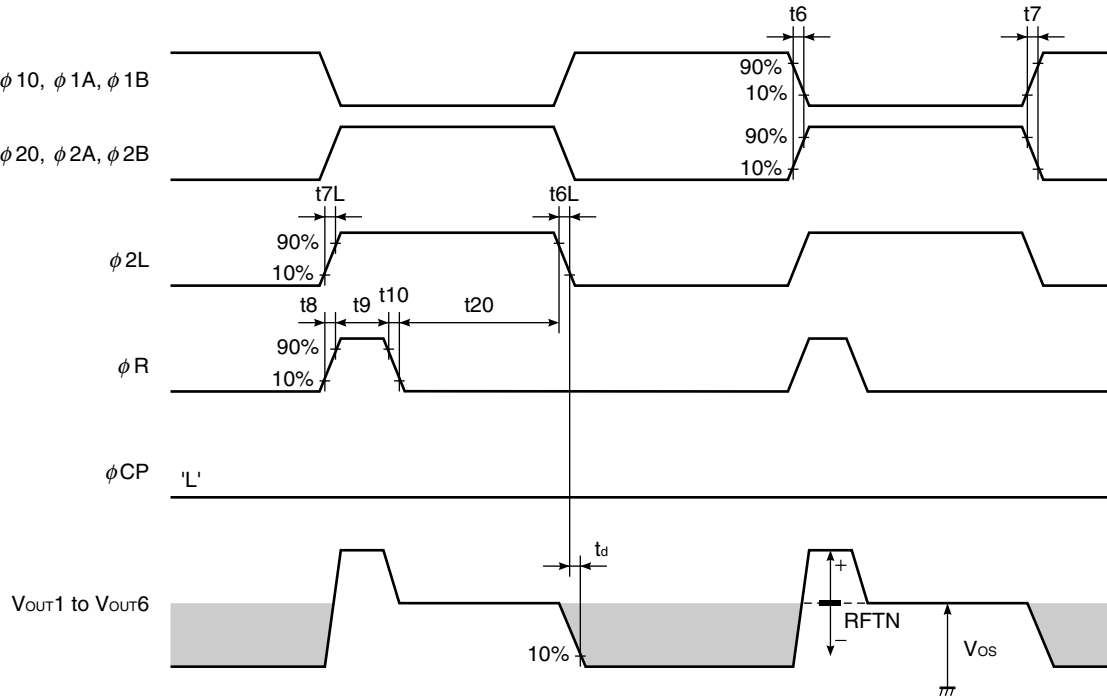 t6
t7
ϕ10, ϕ1A, ϕ1B
90%
10%
ϕ20, ϕ2A, ϕ2B
90%
10%
t7L
t6L
ϕ2L
90%
10%
t8
t9
t10
t20
ϕR
90%
10%
ϕCP
'L'
td
VOUT1 to VOUT6
10%
+
RFTN
−
VOS